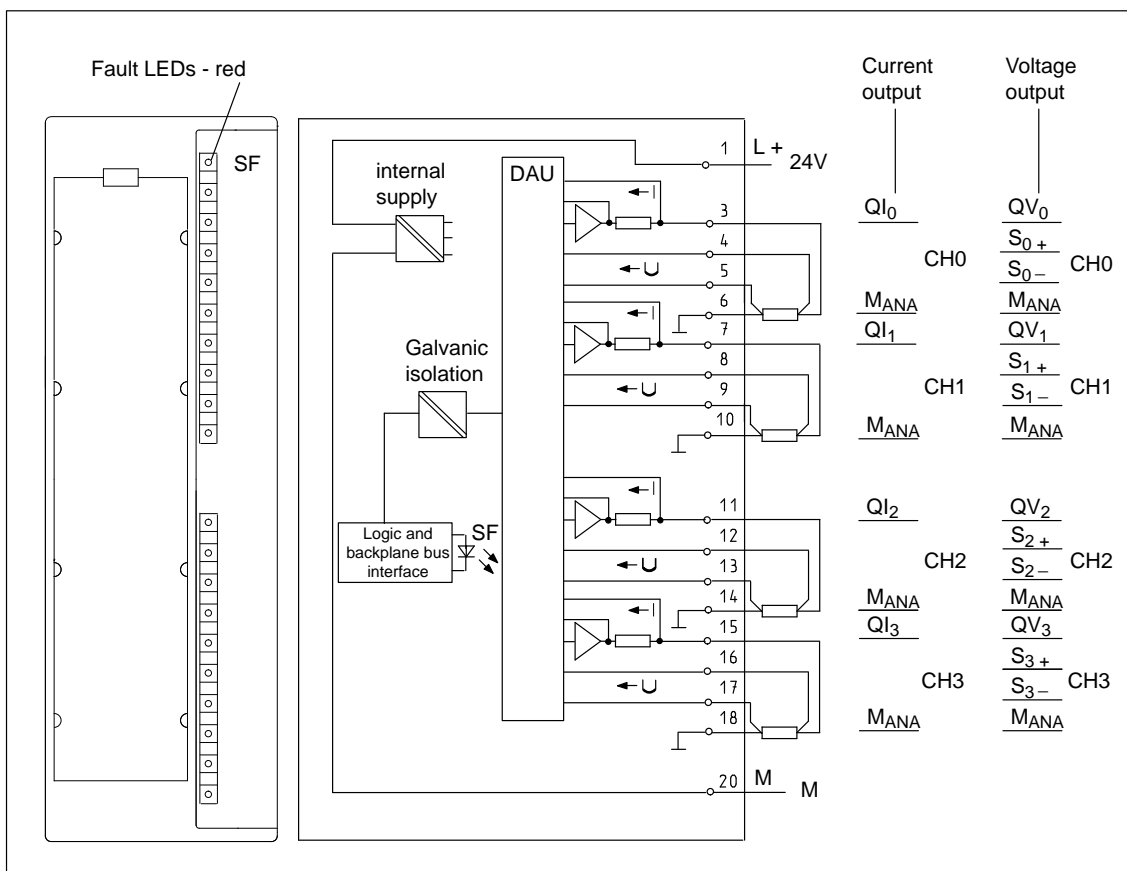 Fault LEDs - red
SF
internal
supply
Galvanic
isolation
Logic and
backplane bus
interface
SF
DAU
I
U
I
U
I
U
I
U
1 L + 24V
3
4
5
6
7
8
9
10
11
12
13
14
15
16
17
18
20 M M
Current
output
QI0
CH0
MANA
QI1
CH1
MANA
QI2
CH2
MANA
QI3
CH3
MANA
Voltage
output
QV0
S0 +
S0 –
CH0
MANA
QV1
S1 +
S1 –
CH1
MANA
QV2
S2 +
S2 –
CH2
MANA
QV3
S3 +
S3 –
CH3
MANA